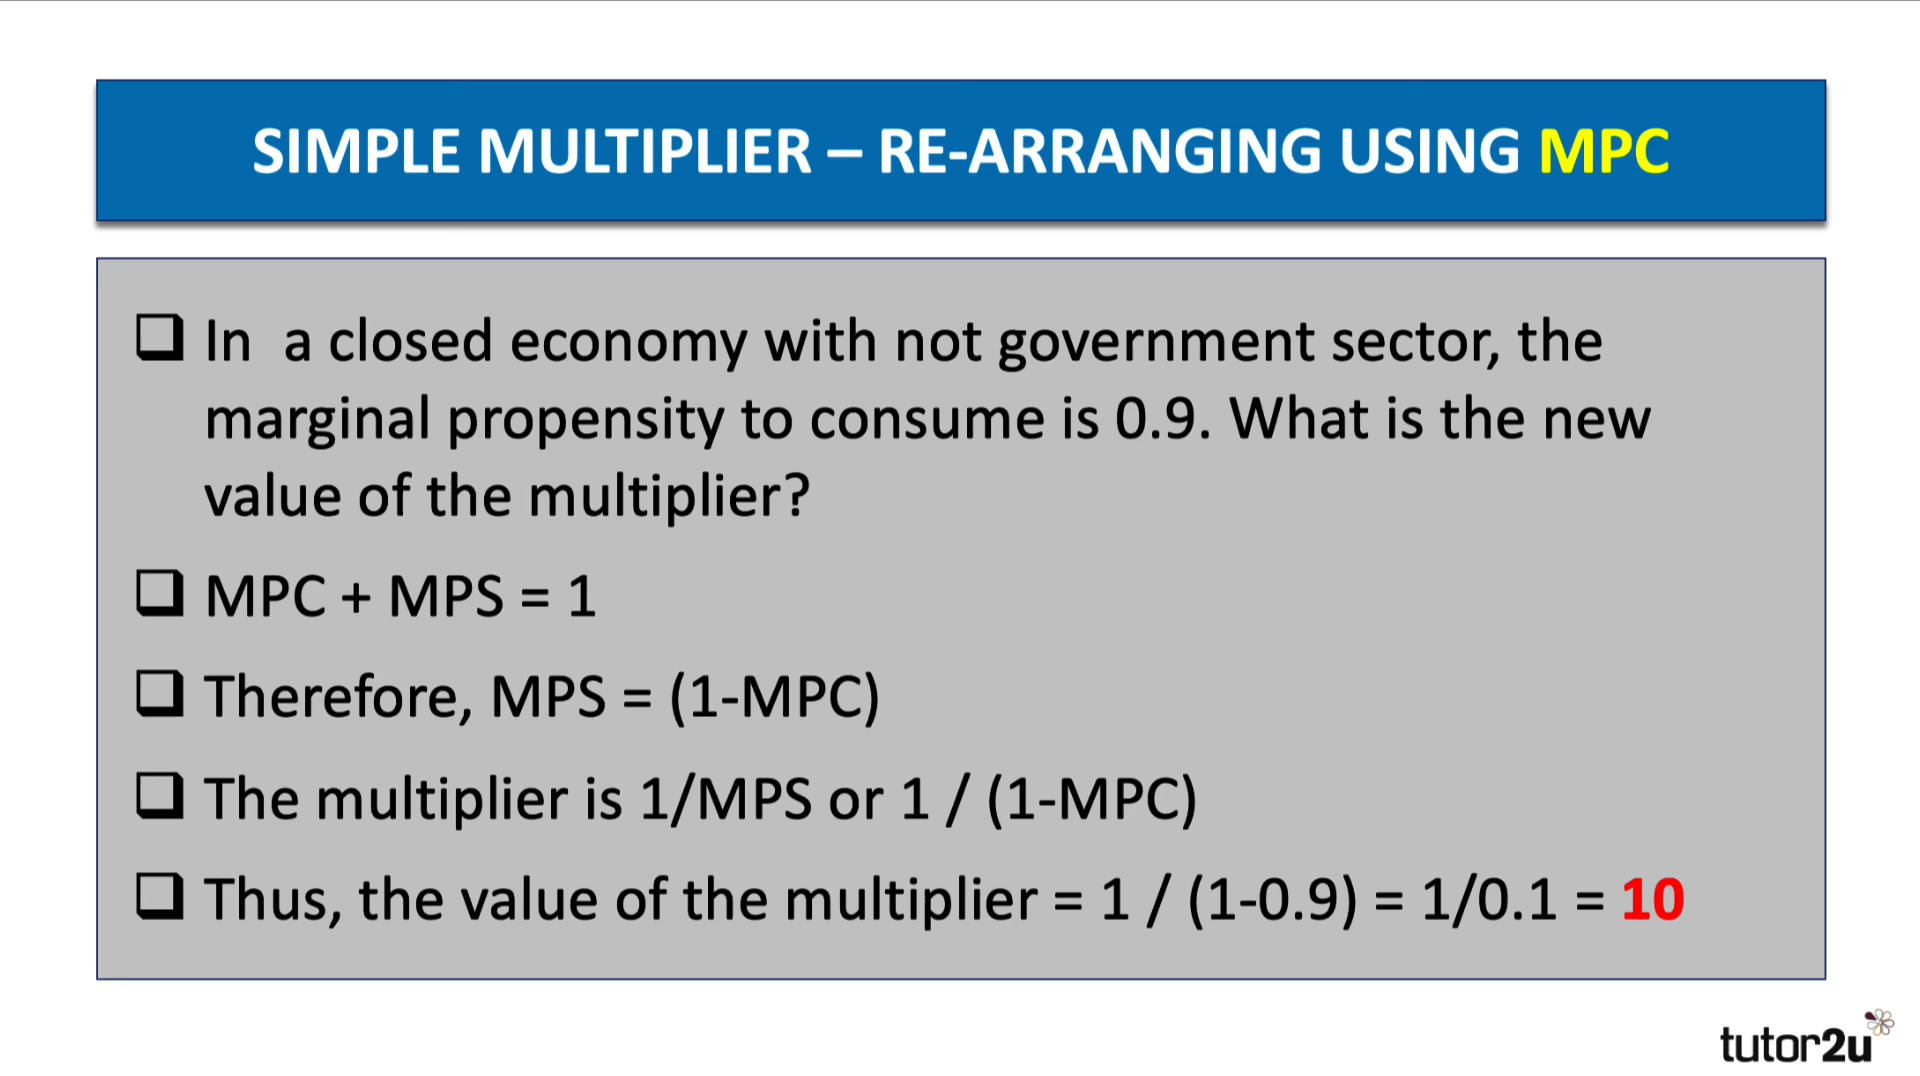 SIMPLE MULTIPLIER – RE-ARRANGING USING MPC
In  a closed economy with not government sector, the
marginal propensity to consume is 0.9. What is the new
value of the multiplier?
MPC + MPS = 1
Therefore, MPS = (1-MPC)
The multiplier is 1/MPS or 1 / (1-MPC)
Thus, the value of the multiplier = 1 / (1-0.9) = 1/0.1 = 10
tutor2u